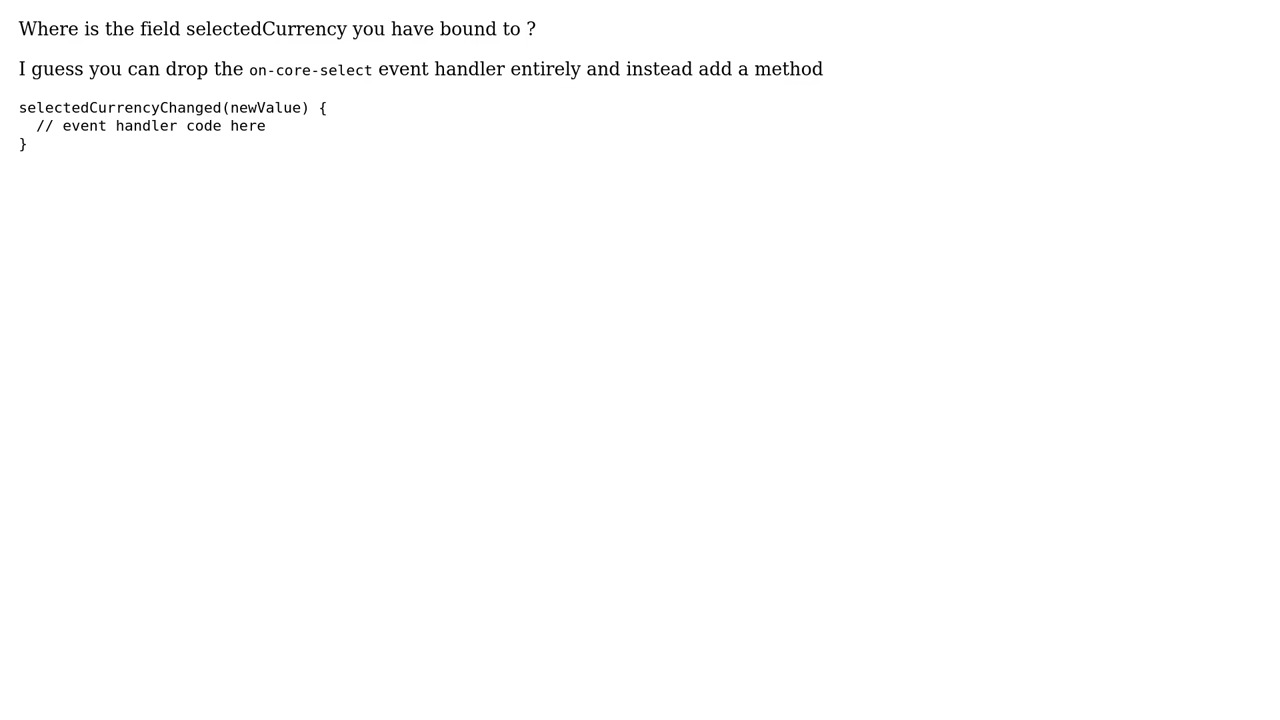 Where is the field selectedCurrency you have bound to ?
I guess you can drop the on-core-select event handler entirely and instead add a method
selectedCurrencyChanged(newValue) {
  // event handler code here
}